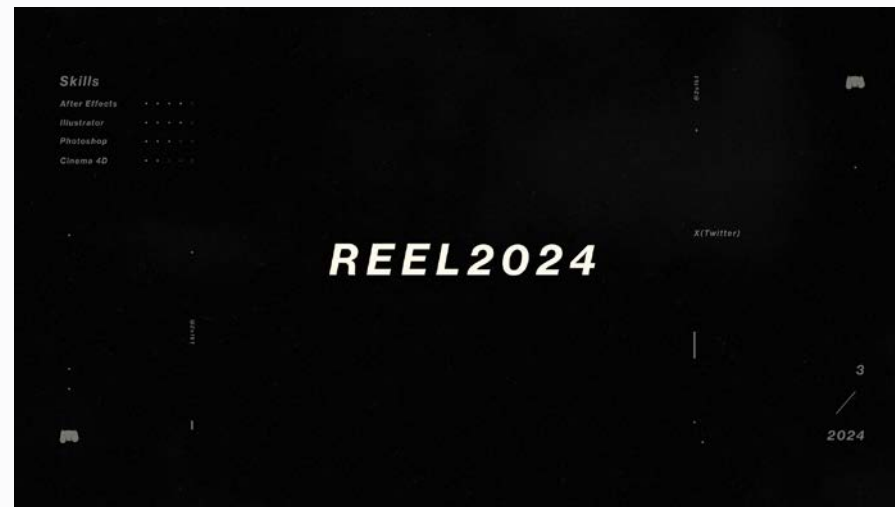 Skills
After Effects
Illustrator
Photoshop
Cinema 4D
X(Twitter)
REEL2024
3
/
2024